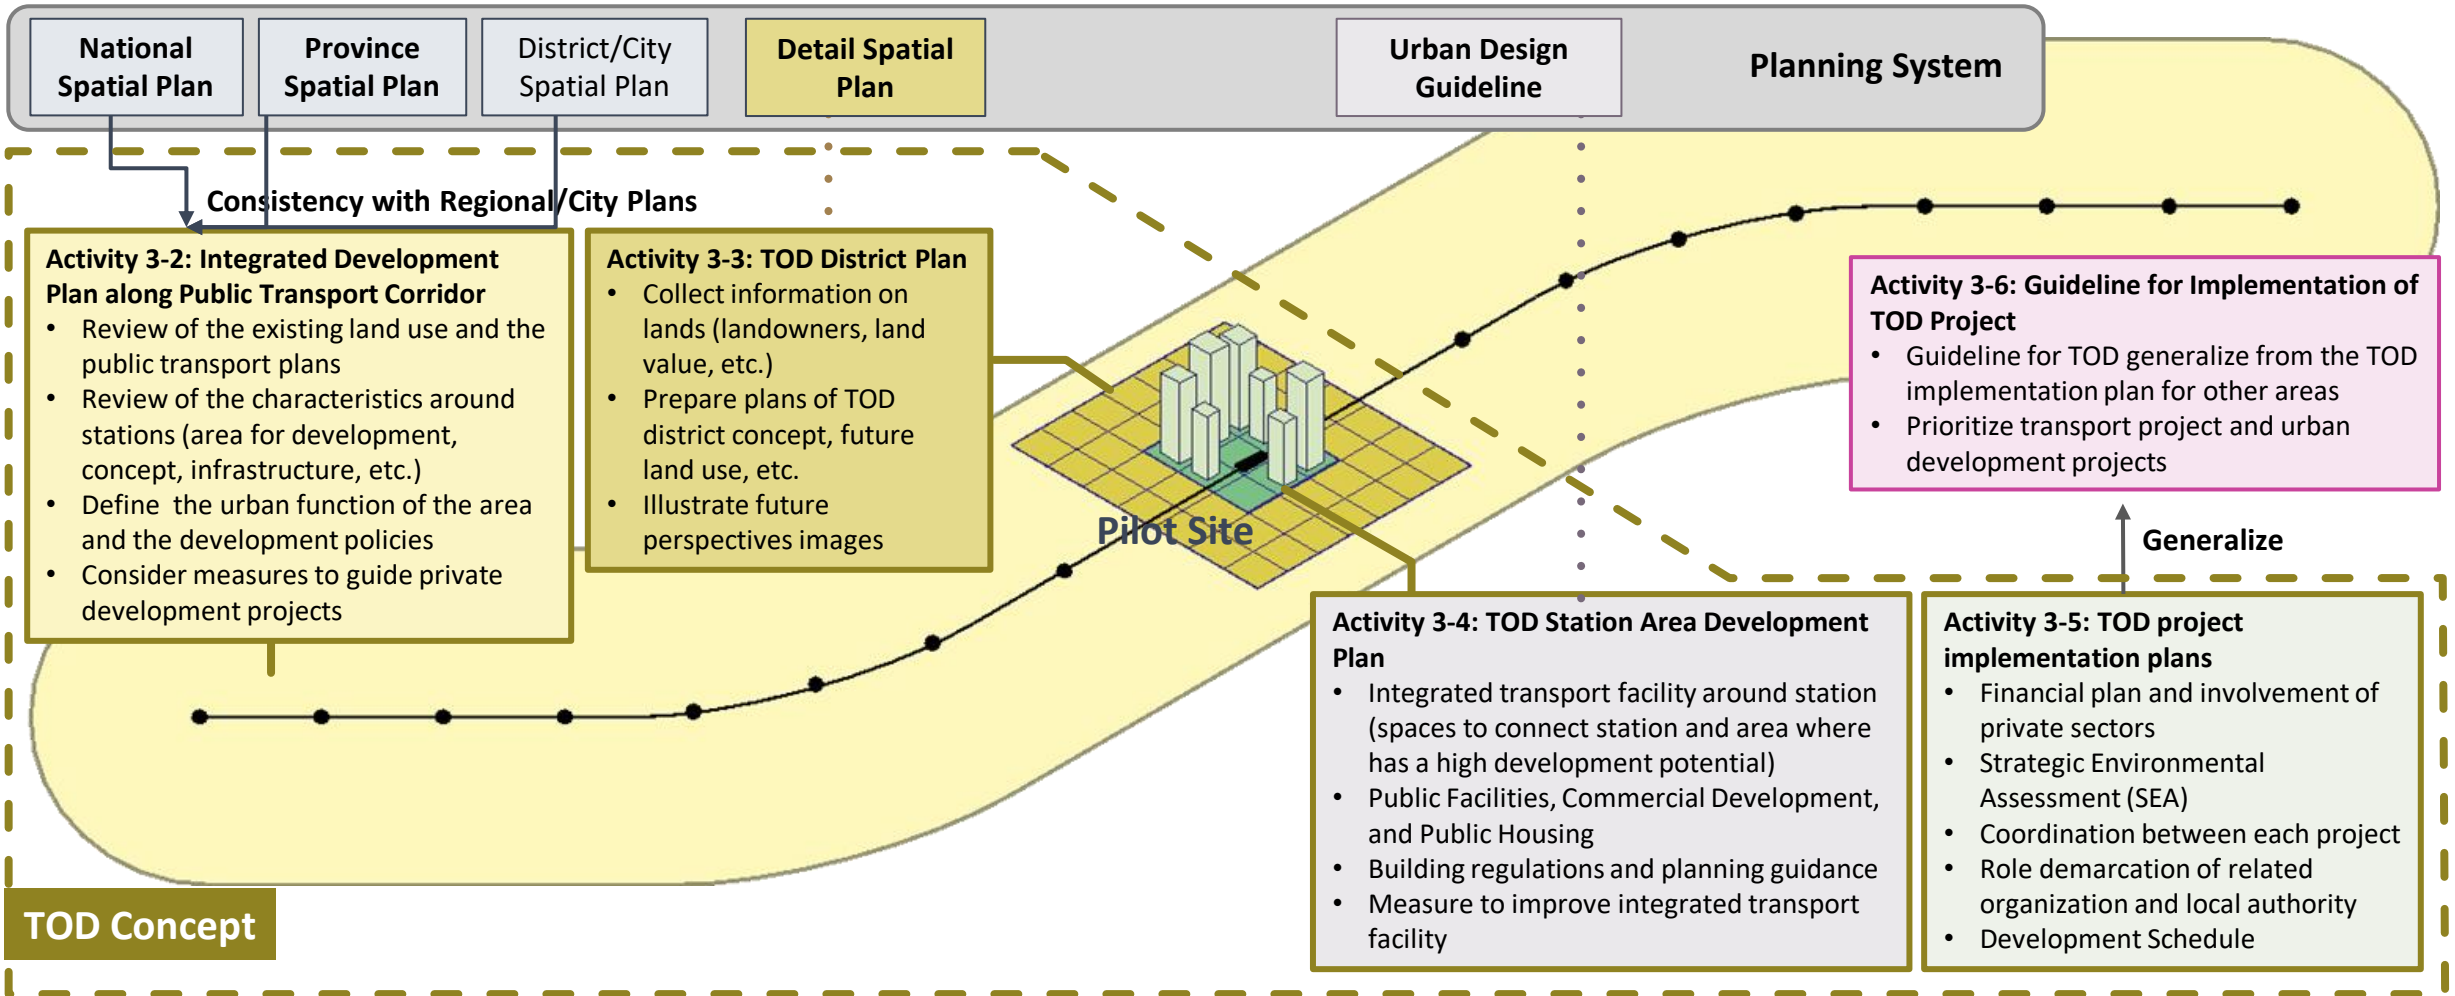 National
Spatial Plan
Province
Spatial Plan
District/City
Spatial Plan
Detail Spatial
Plan
Urban Design
Guideline
Planning System
Consistency with Regional/City Plans
Activity 3-2: Integrated Development
Plan along Public Transport Corridor
• Review of the existing land use and the
public transport plans
• Review of the characteristics around
stations (area for development,
concept, infrastructure, etc.)
• Define the urban function of the area
and the development policies
• Consider measures to guide private
development projects
Activity 3-3: TOD District Plan
• Collect information on
lands (landowners, land
value, etc.)
• Prepare plans of TOD
district concept, future
land use, etc.
• Illustrate future
perspectives images
Pilot Site
Activity 3-6: Guideline for Implementation of
TOD Project
• Guideline for TOD generalize from the TOD
implementation plan for other areas
• Prioritize transport project and urban
development projects
Generalize
Activity 3-4: TOD Station Area Development
Plan
• Integrated transport facility around station
(spaces to connect station and area where
has a high development potential)
• Public Facilities, Commercial Development,
and Public Housing
• Building regulations and planning guidance
• Measure to improve integrated transport
facility
Activity 3-5: TOD project
implementation plans
• Financial plan and involvement of
private sectors
• Strategic Environmental
Assessment (SEA)
• Coordination between each project
• Role demarcation of related
organization and local authority
• Development Schedule
TOD Concept